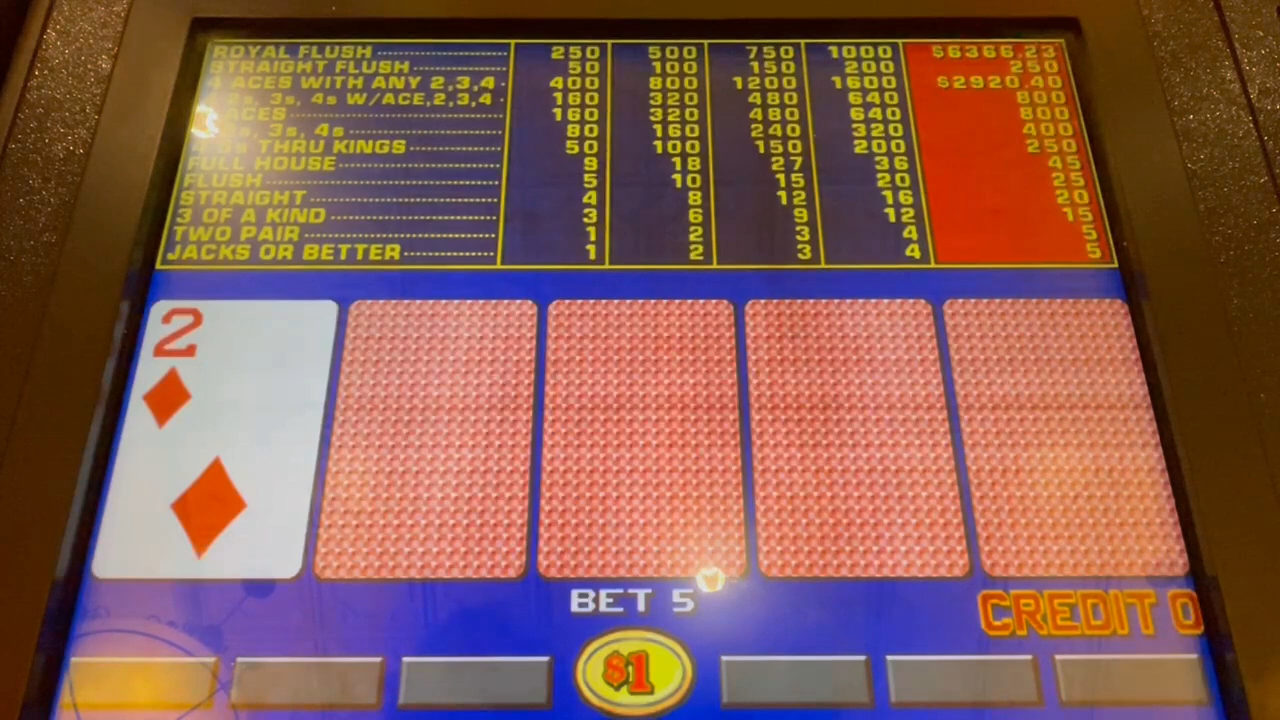 ROYAL FLUSH 250 500 750 1000 $6366.23
STRAIGHT FLUSH 50 100 150 200 250
ACES WITH ANY 2,3,4 400 800 1200 1600 $2920.40
3s, 4s W/ACE,2,3,4 160 320 480 640 800
ACES 160 320 480 640 800
3s, 4s 80 160 240 320 400
THRU KINGS 50 100 150 200 250
FULL HOUSE 9 18 27 36 45
FLUSH 5 10 15 20 25
STRAIGHT 4 8 12 16 20
3 OF A KIND 3 6 9 12 15
TWO PAIR 1 2 3 4 5
JACKS OR BETTER 1 2 3 4 5
2
BET 5
CREDIT 0
$1